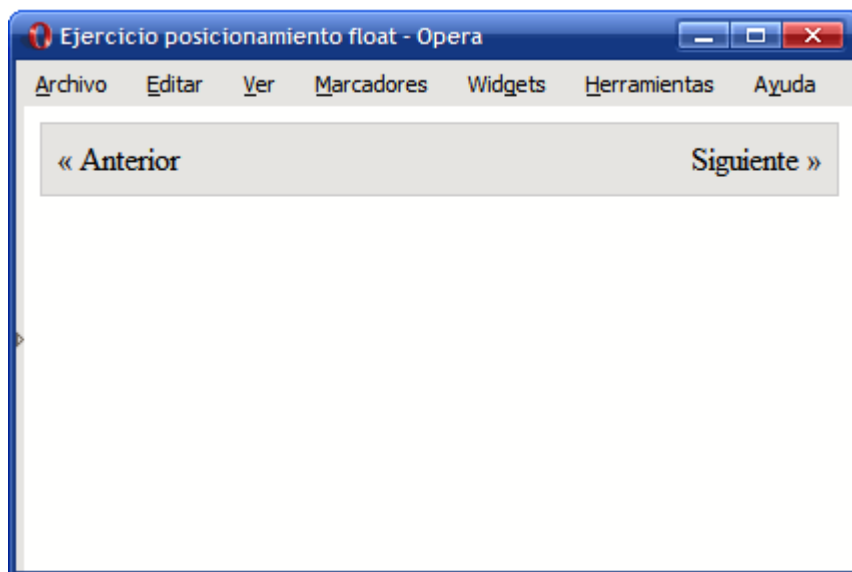 Ejercicio posicionamiento float - Opera
Archivo Editar Ver Marcadores Widgets Herramientas Ayuda
« Anterior Siguiente »